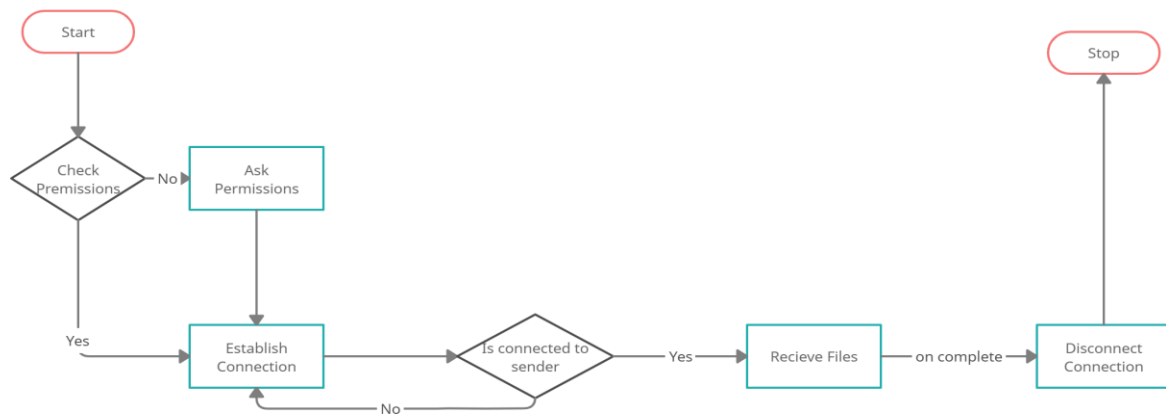 Start
Stop
Check
Premissions
No
Ask
Permissions
Yes
Establish
Connection
Is connected to
sender
Yes
Recieve Files
on complete
Disconnect
Connection
No